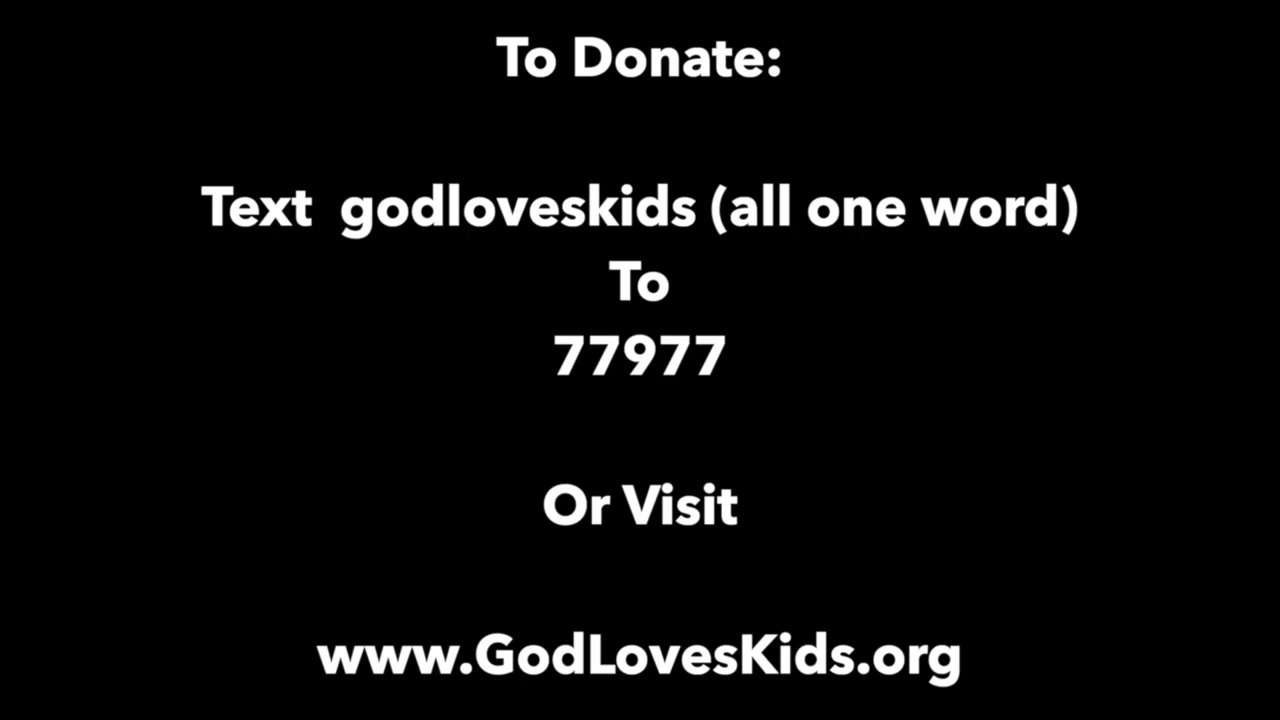 To Donate:
Text godloveskids (all one word)
To
77977
Or Visit
www.GodLovesKids.org